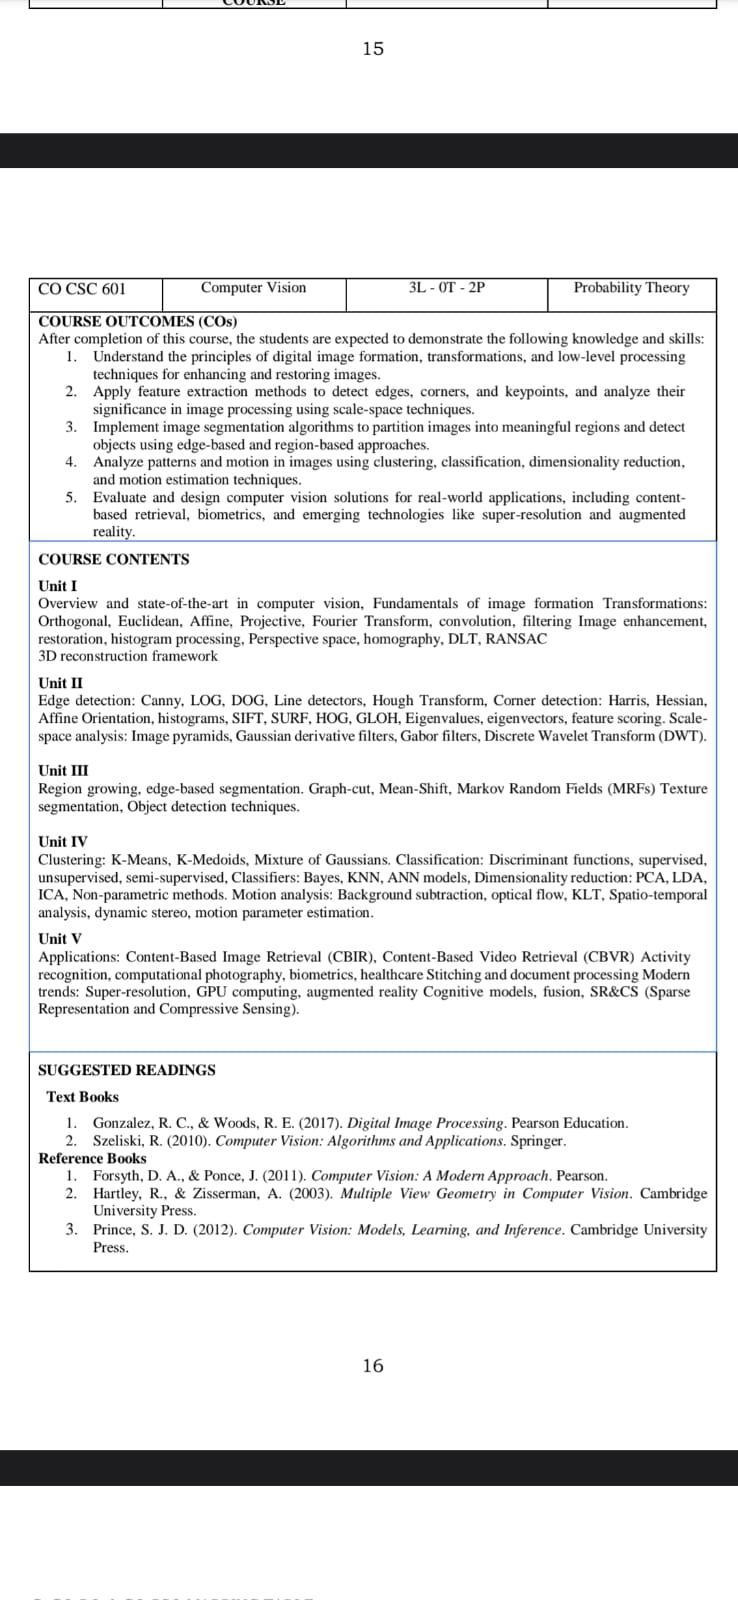 COURSE
15
CO CSC 601 Computer Vision 3L - 0T - 2P Probability Theory
COURSE OUTCOMES (COs)
After completion of this course, the students are expected to demonstrate the following knowledge and skills:
1. Understand the principles of digital image formation, transformations, and low-level processing
techniques for enhancing and restoring images.
2. Apply feature extraction methods to detect edges, corners, and keypoints, and analyze their
significance in image processing using scale-space techniques.
3. Implement image segmentation algorithms to partition images into meaningful regions and detect
objects using edge-based and region-based approaches.
4. Analyze patterns and motion in images using clustering, classification, dimensionality reduction,
and motion estimation techniques.
5. Evaluate and design computer vision solutions for real-world applications, including content-
based retrieval, biometrics, and emerging technologies like super-resolution and augmented
reality.
COURSE CONTENTS
Unit I
Overview and state-of-the-art in computer vision, Fundamentals of image formation Transformations:
Orthogonal, Euclidean, Affine, Projective, Fourier Transform, convolution, filtering Image enhancement,
restoration, histogram processing, Perspective space, homography, DLT, RANSAC
3D reconstruction framework
Unit II
Edge detection: Canny, LOG, DOG, Line detectors, Hough Transform, Corner detection: Harris, Hessian,
Affine Orientation, histograms, SIFT, SURF, HOG, GLOH, Eigenvalues, eigenvectors, feature scoring. Scale-
space analysis: Image pyramids, Gaussian derivative filters, Gabor filters, Discrete Wavelet Transform (DWT).
Unit III
Region growing, edge-based segmentation. Graph-cut, Mean-Shift, Markov Random Fields (MRFs) Texture
segmentation, Object detection techniques.
Unit IV
Clustering: K-Means, K-Medoids, Mixture of Gaussians. Classification: Discriminant functions, supervised,
unsupervised, semi-supervised, Classifiers: Bayes, KNN, ANN models, Dimensionality reduction: PCA, LDA,
ICA, Non-parametric methods. Motion analysis: Background subtraction, optical flow, KLT, Spatio-temporal
analysis, dynamic stereo, motion parameter estimation.
Unit V
Applications: Content-Based Image Retrieval (CBIR), Content-Based Video Retrieval (CBVR) Activity
recognition, computational photography, biometrics, healthcare Stitching and document processing Modern
trends: Super-resolution, GPU computing, augmented reality Cognitive models, fusion, SR&CS (Sparse
Representation and Compressive Sensing).
SUGGESTED READINGS
Text Books
1. Gonzalez, R. C., & Woods, R. E. (2017). Digital Image Processing. Pearson Education.
2. Szeliski, R. (2010). Computer Vision: Algorithms and Applications. Springer.
Reference Books
1. Forsyth, D. A., & Ponce, J. (2011). Computer Vision: A Modern Approach. Pearson.
2. Hartley, R., & Zisserman, A. (2003). Multiple View Geometry in Computer Vision. Cambridge
University Press.
3. Prince, S. J. D. (2012). Computer Vision: Models, Learning, and Inference. Cambridge University
Press.
16